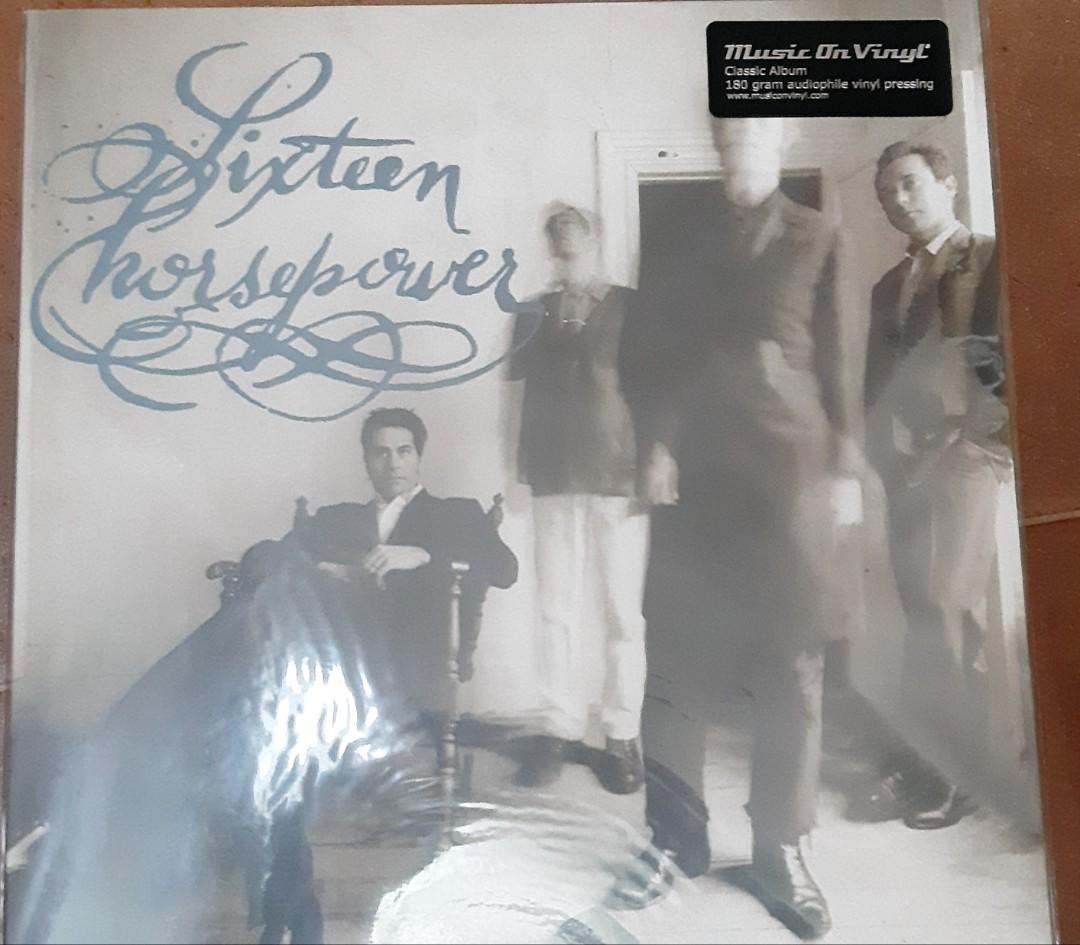 Sixteen
horsepower
Music On Vinyl
Classic Album
180 gram audiophile vinyl pressing
www.musiconvinyl.com